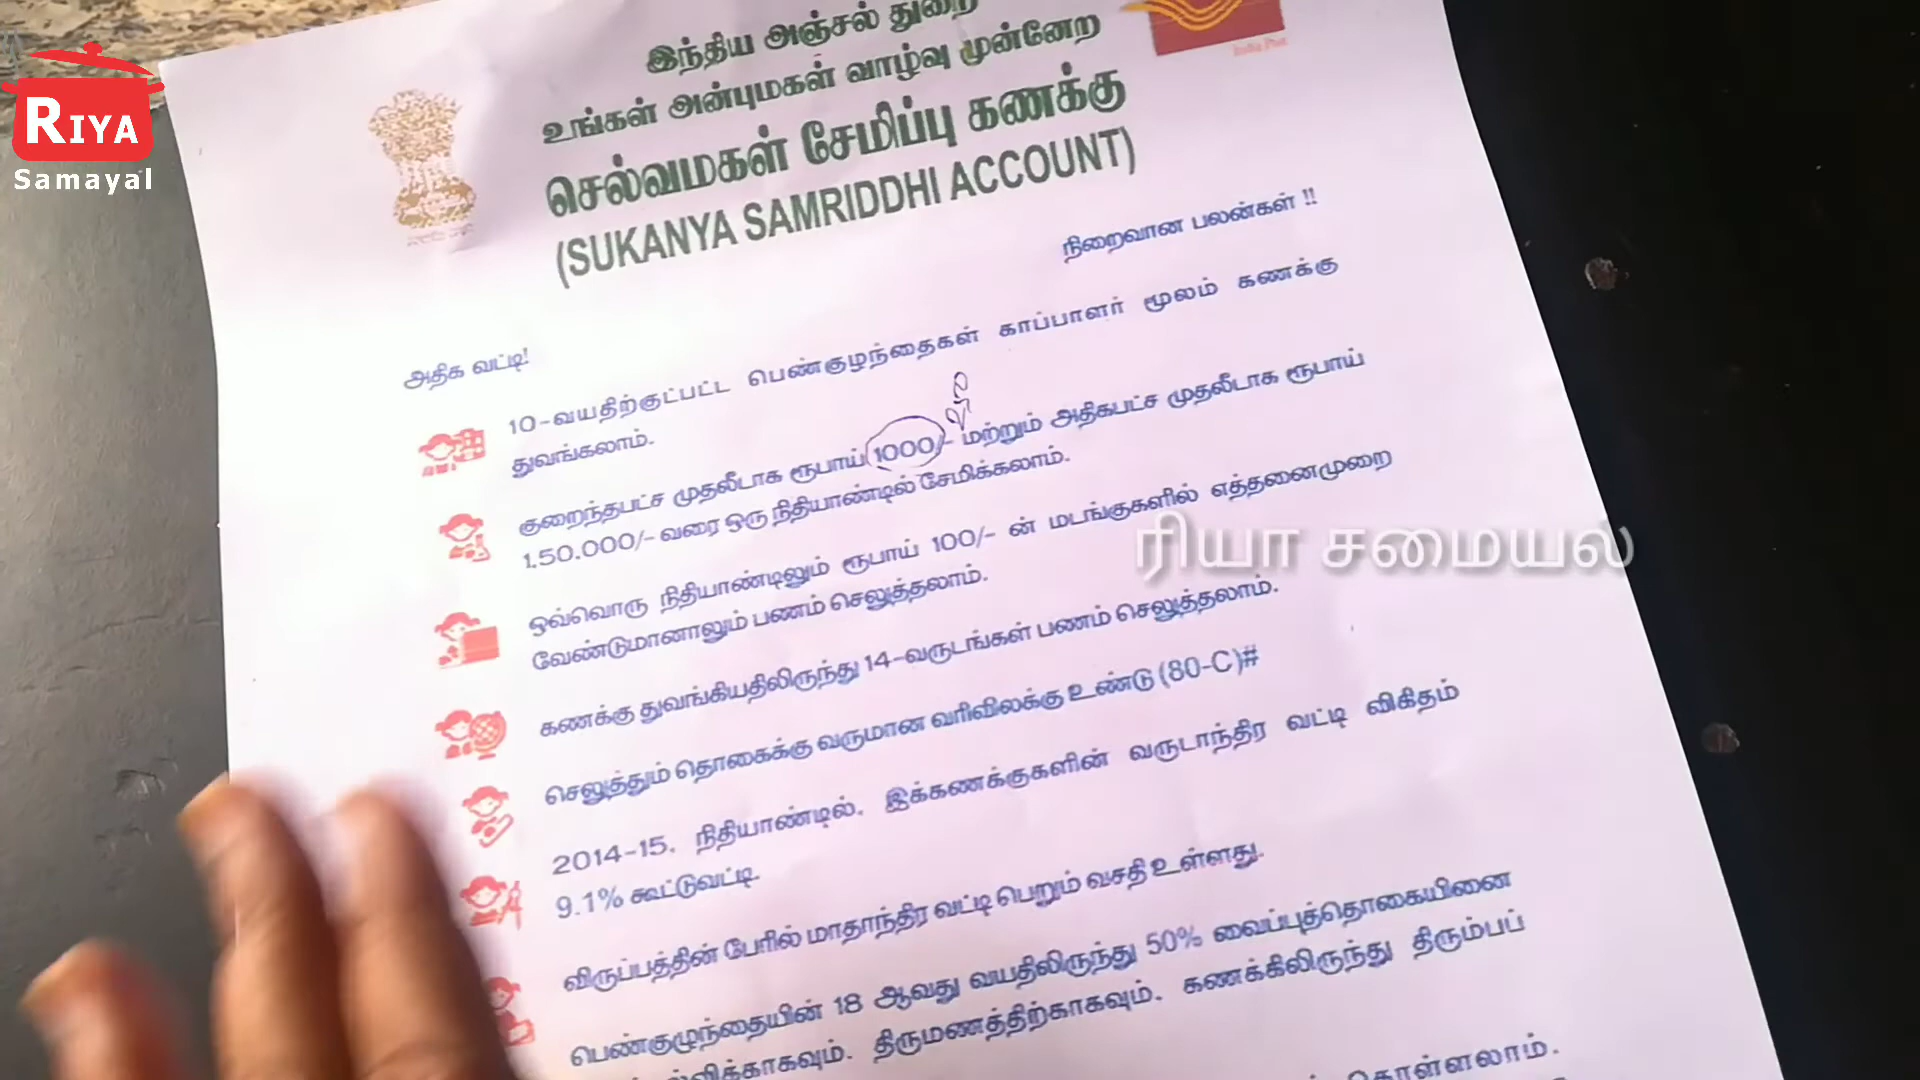 RIYA
Samayal
இந்திய அஞ்சல் துறை
India Post
உங்கள் அன்புமகள் வாழ்வு முன்னேற
செல்வமகள் சேமிப்பு கணக்கு
(SUKANYA SAMRIDDHI ACCOUNT)
நிறைவான பலன்கள் !!
அதிக வட்டி!
10-வயதிற்குட்பட்ட பெண்குழந்தைகள் காப்பாளர் மூலம் கணக்கு
துவங்கலாம்.
குறைந்தபட்ச முதலீடாக ரூபாய் 1000/- மற்றும் அதிகபட்ச முதலீடாக ரூபாய்
1,50,000/- வரை ஒரு நிதியாண்டில் சேமிக்கலாம்.
ஒவ்வொரு நிதியாண்டிலும் ரூபாய் 100/- ன் மடங்குகளில் எத்தனைமுறை
வேண்டுமானாலும் பணம் செலுத்தலாம்.
ரியா சமையல்
கணக்கு துவங்கியதிலிருந்து 14-வருடங்கள் பணம் செலுத்தலாம்.
செலுத்தும் தொகைக்கு வருமான வரிவிலக்கு உண்டு (80-C)#
2014-15, நிதியாண்டில், இக்கணக்குகளின் வருடாந்திர வட்டி விகிதம்
9.1% கூட்டுவட்டி.
விருப்பத்தின் பேரில் மாதாந்திர வட்டி பெறும் வசதி உள்ளது.
பெண்குழந்தையின் 18 ஆவது வயதிலிருந்து 50% வைப்புத்தொகையினை
திருமணத்திற்காகவும், கணக்கிலிருந்து திரும்பப்